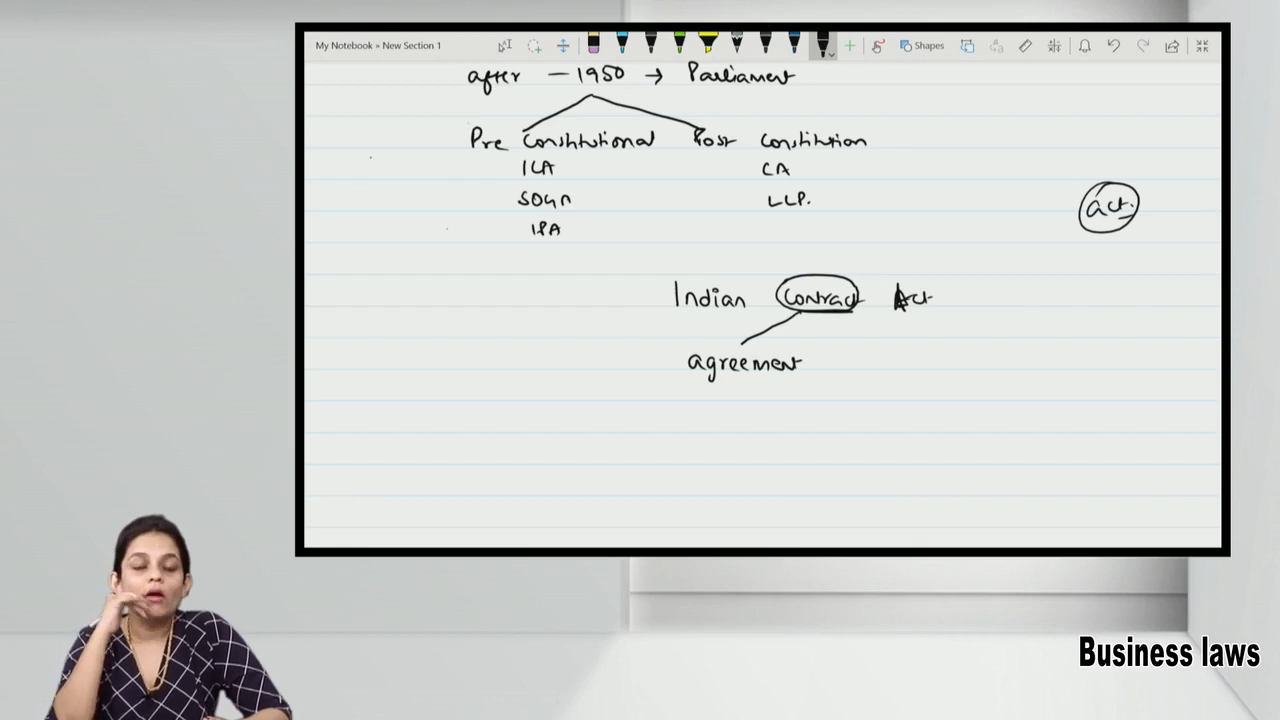 My Notebook » New Section 1
Shapes
after – 1950 → Parliament
Pre Constitutional Post Constitution
ICA CA
SOGA LLP.
IPA
act.
Indian Contract Act
agreement
Business laws